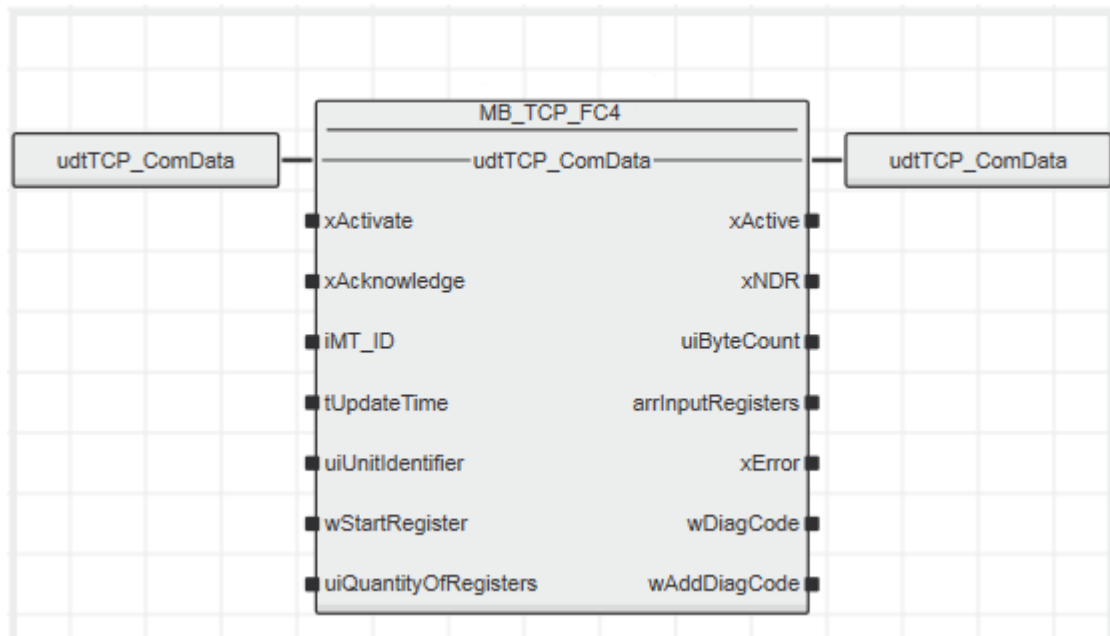 MB_TCP_FC4
udtTCP_ComData udtTCP_ComData udtTCP_ComData
xActivate xActive
xAcknowledge xNDR
iMT_ID uiByteCount
tUpdateTime arrInputRegisters
uiUnitIdentifier xError
wStartRegister wDiagCode
uiQuantityOfRegisters wAddDiagCode